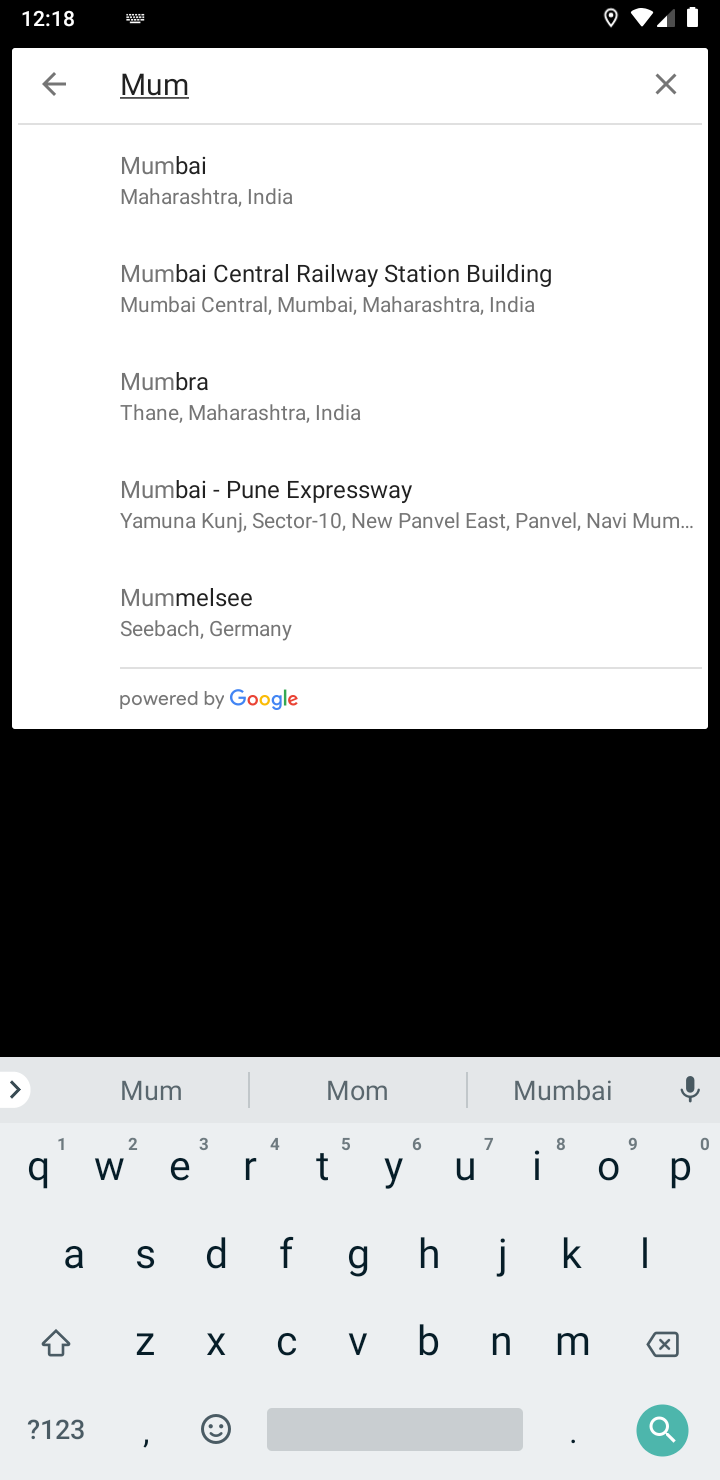 12:18
Mum
Mumbai
Maharashtra, India
Mumbai Central Railway Station Building
Mumbai Central, Mumbai, Maharashtra, India
Mumbra
Thane, Maharashtra, India
Mumbai - Pune Expressway
Yamuna Kunj, Sector-10, New Panvel East, Panvel, Navi Mum...
Mummelsee
Seebach, Germany
powered by Google
Mum Mom Mumbai
1 2 3 4 5 6 7 8 9 0
q w e r t y u i o p
a s d f g h j k l
z x c v b n m
?123 , .